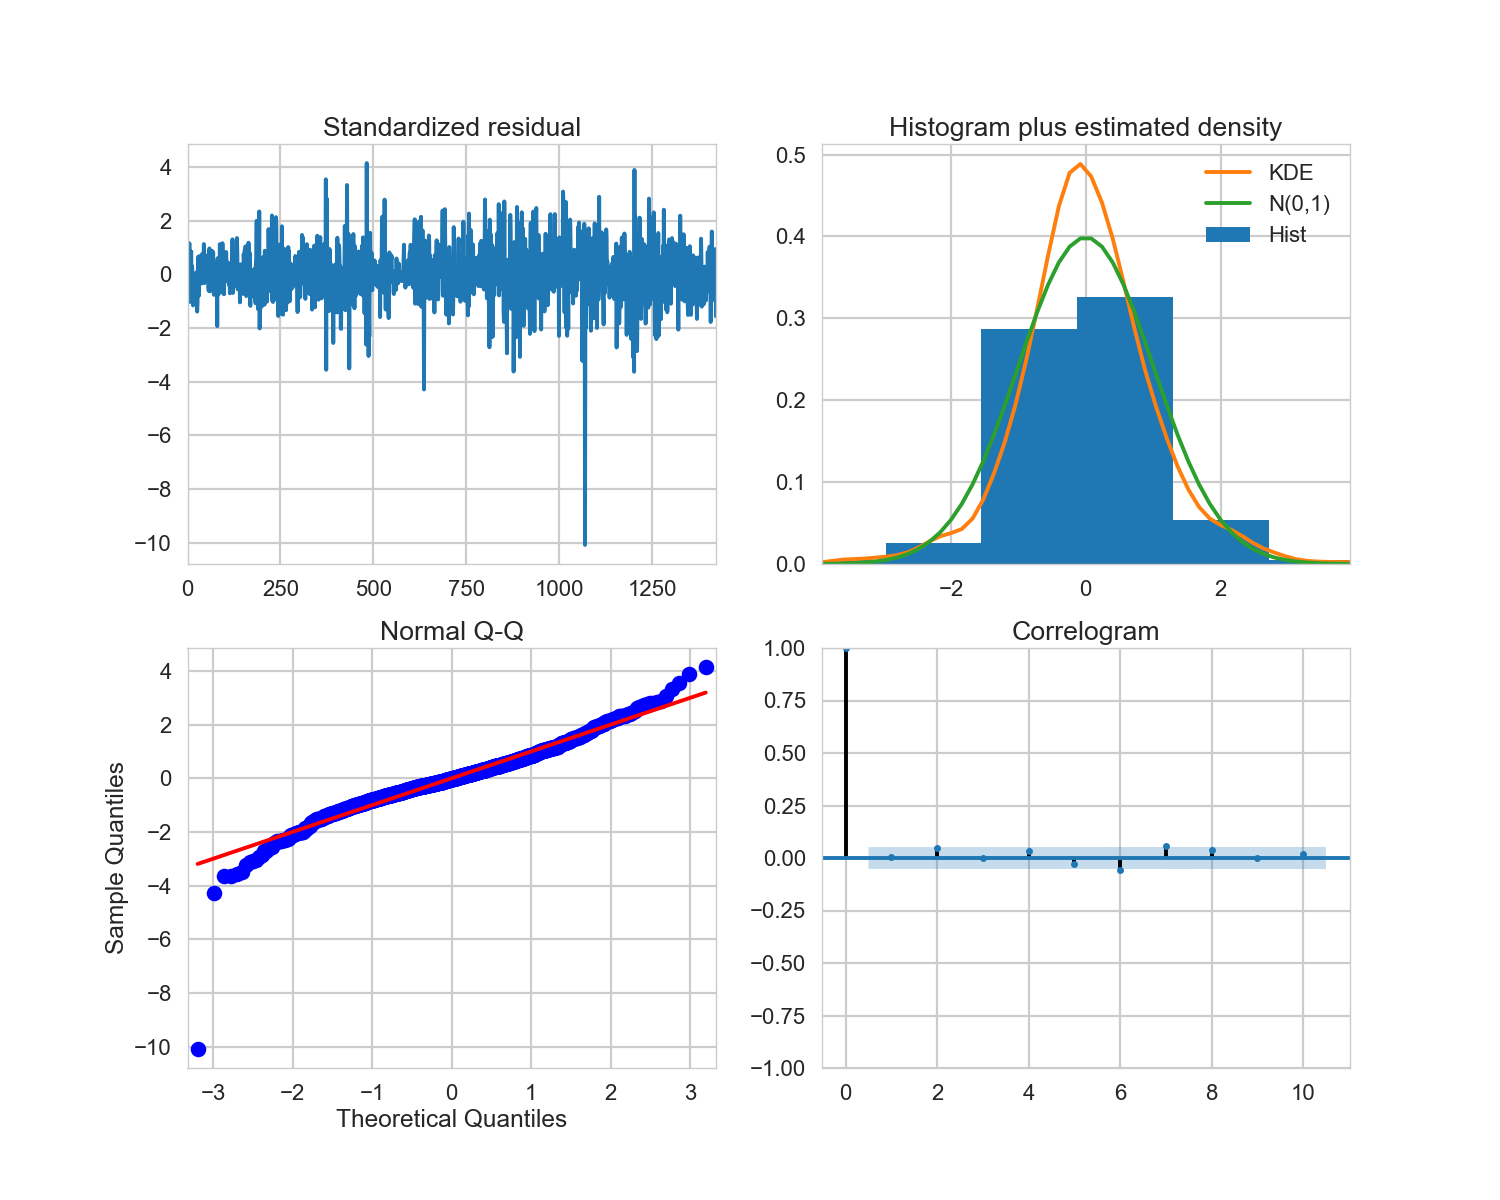 Standardized residual
4
2
0
−2
−4
−6
−8
−10
0 250 500 750 1000 1250
Histogram plus estimated density
KDE
N(0,1)
Hist
0.5
0.4
0.3
0.2
0.1
0.0
−2 0 2
Normal Q-Q
Sample Quantiles
4
2
0
−2
−4
−6
−8
−10
−3 −2 −1 0 1 2 3
Theoretical Quantiles
Correlogram
1.00
0.75
0.50
0.25
0.00
−0.25
−0.50
−0.75
−1.00
0 2 4 6 8 10